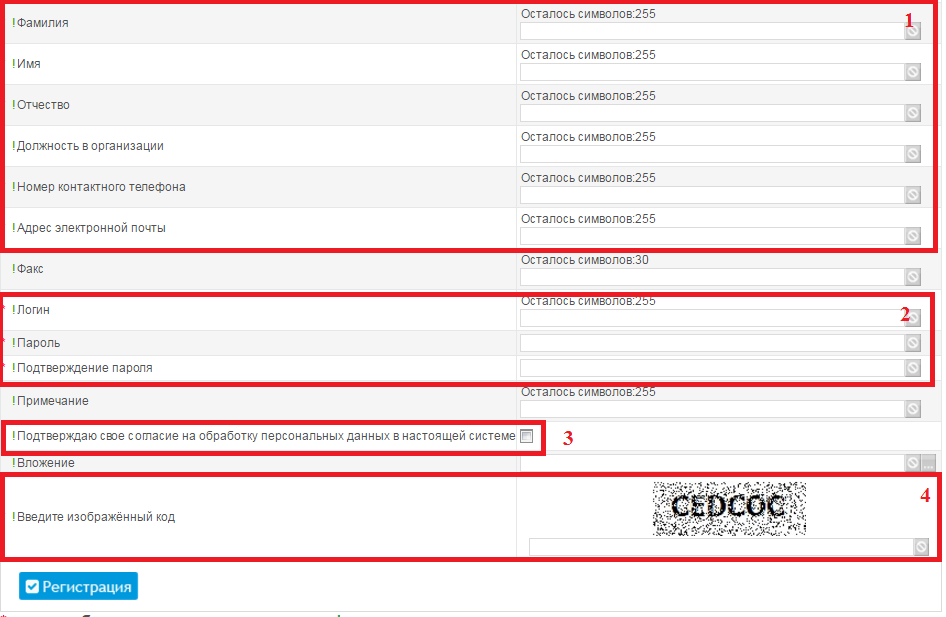 Осталось символов:255
! Фамилия
1
Осталось символов:255
! Имя
Осталось символов:255
! Отчество
Осталось символов:255
! Должность в организации
Осталось символов:255
! Номер контактного телефона
Осталось символов:255
! Адрес электронной почты
Осталось символов:30
! Факс
Осталось символов:255
* ! Логин
2
* ! Пароль
* ! Подтверждение пароля
Осталось символов:255
! Примечание
! Подтверждаю свое согласие на обработку персональных данных в настоящей системе
3
! Вложение
...
4
CEDCOC
! Введите изображённый код
Регистрация